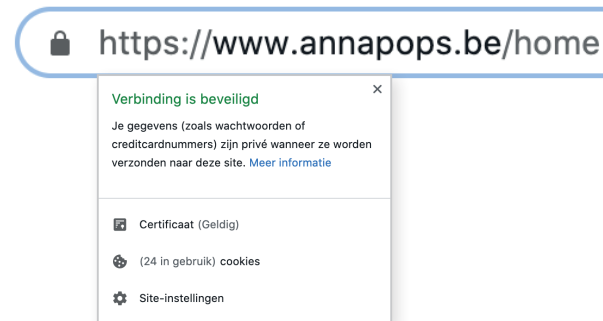 https://www.annapops.be/home
Verbinding is beveiligd
Je gegevens (zoals wachtwoorden of
creditcardnummers) zijn privé wanneer ze worden
verzonden naar deze site. Meer informatie
Certificaat (Geldig)
(24 in gebruik) cookies
Site-instellingen